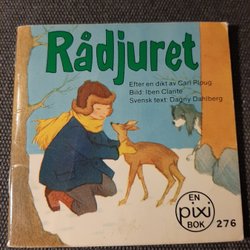 Rådjuret
Efter en dikt av Carl Ploug
Bild: Iben Clante
Svensk text: Dagny Dahlberg
EN
pixi
BOK
276